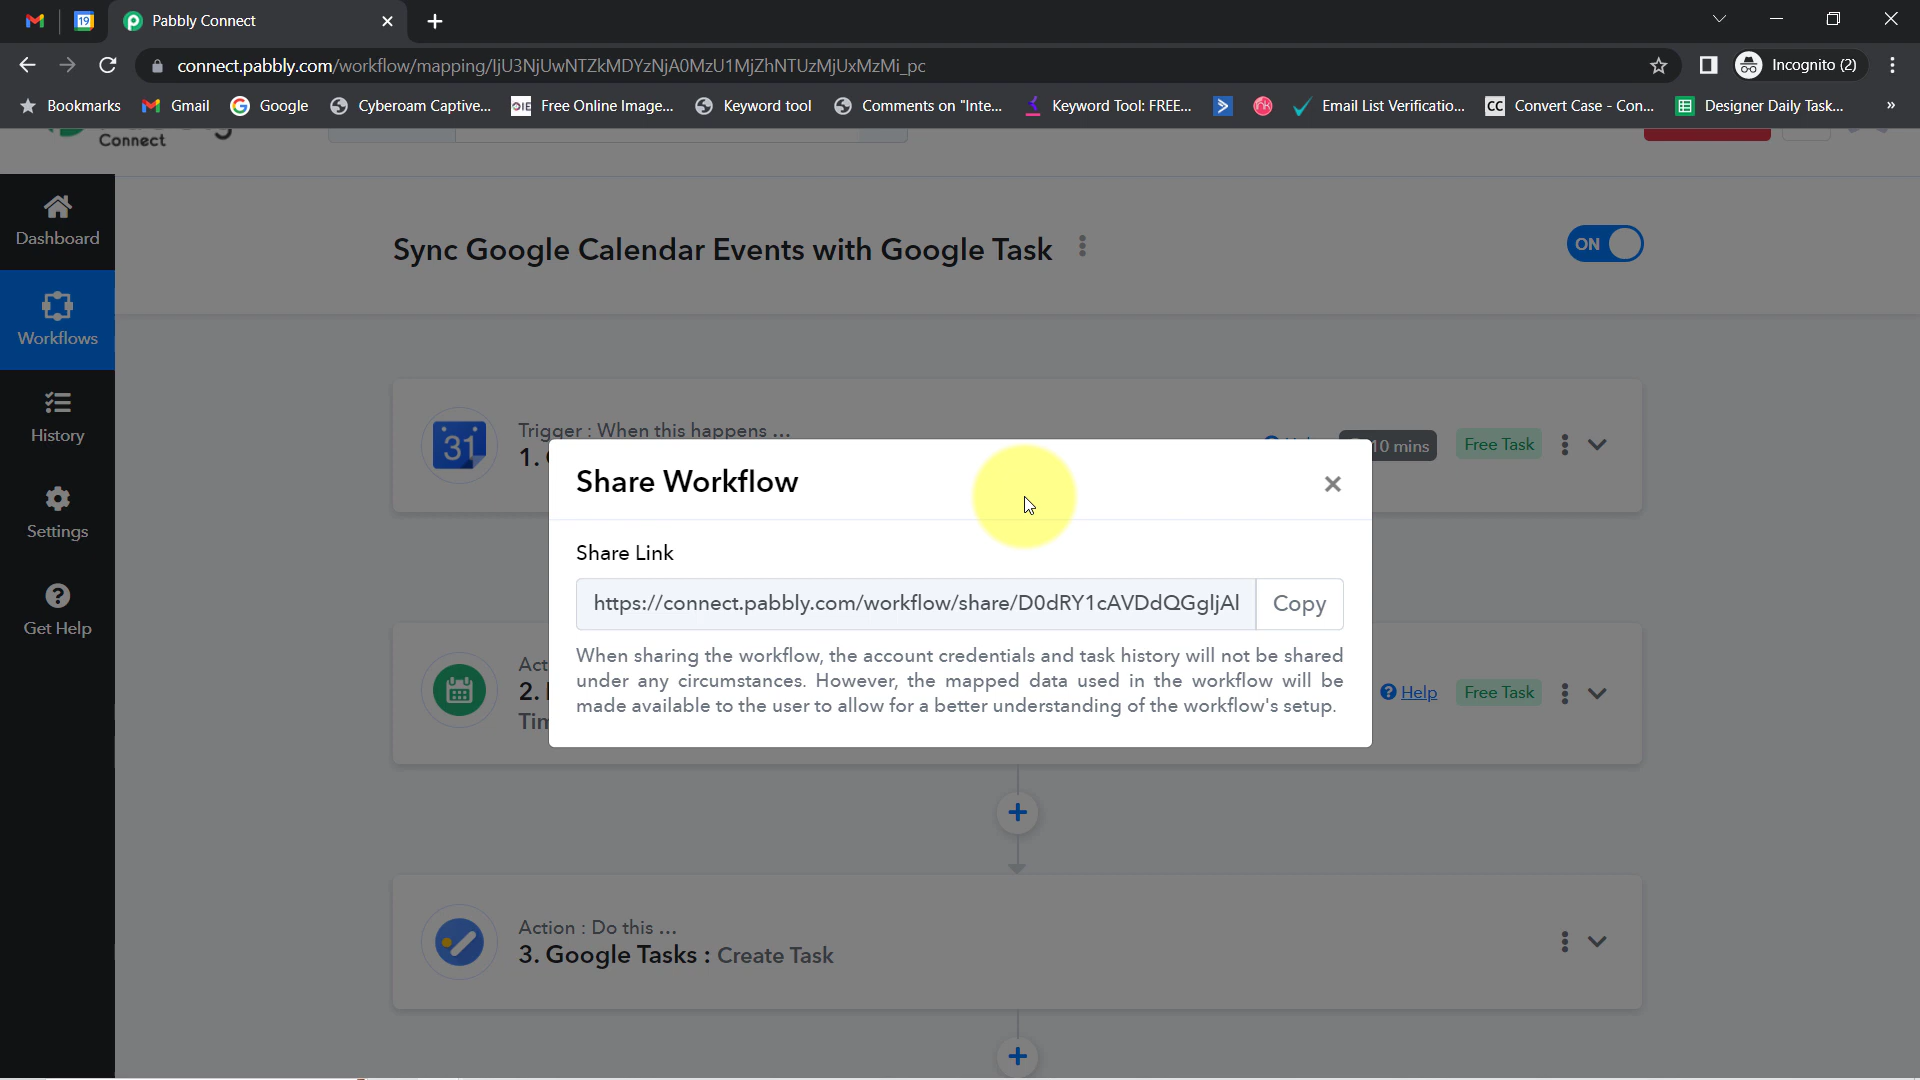 19
Pabbly Connect
connect.pabbly.com/workflow/mapping/IjU3NjUwNTZkMDYzNjA0MzU1MjZhNTUzMjUxMzMi_pc
Incognito (2)
Bookmarks
Gmail
Google
Cyberoam Captive...
OIE
Free Online Image...
Keyword tool
Comments on "Inte...
Keyword Tool: FREE...
Email List Verificatio...
CC
Convert Case - Con...
Designer Daily Task...
»
Connect
Dashboard
Workflows
History
Settings
Get Help
Sync Google Calendar Events with Google Task
ON
31
Trigger : When this happens ...
1.
10 mins
Free Task
Share Workflow
Share Link
https://connect.pabbly.com/workflow/share/D0dRY1cAVDdQGgljAl
Copy
When sharing the workflow, the account credentials and task history will not be shared
under any circumstances. However, the mapped data used in the workflow will be
made available to the user to allow for a better understanding of the workflow's setup.
2.
Help
Free Task
Action : Do this ...
3. Google Tasks : Create Task